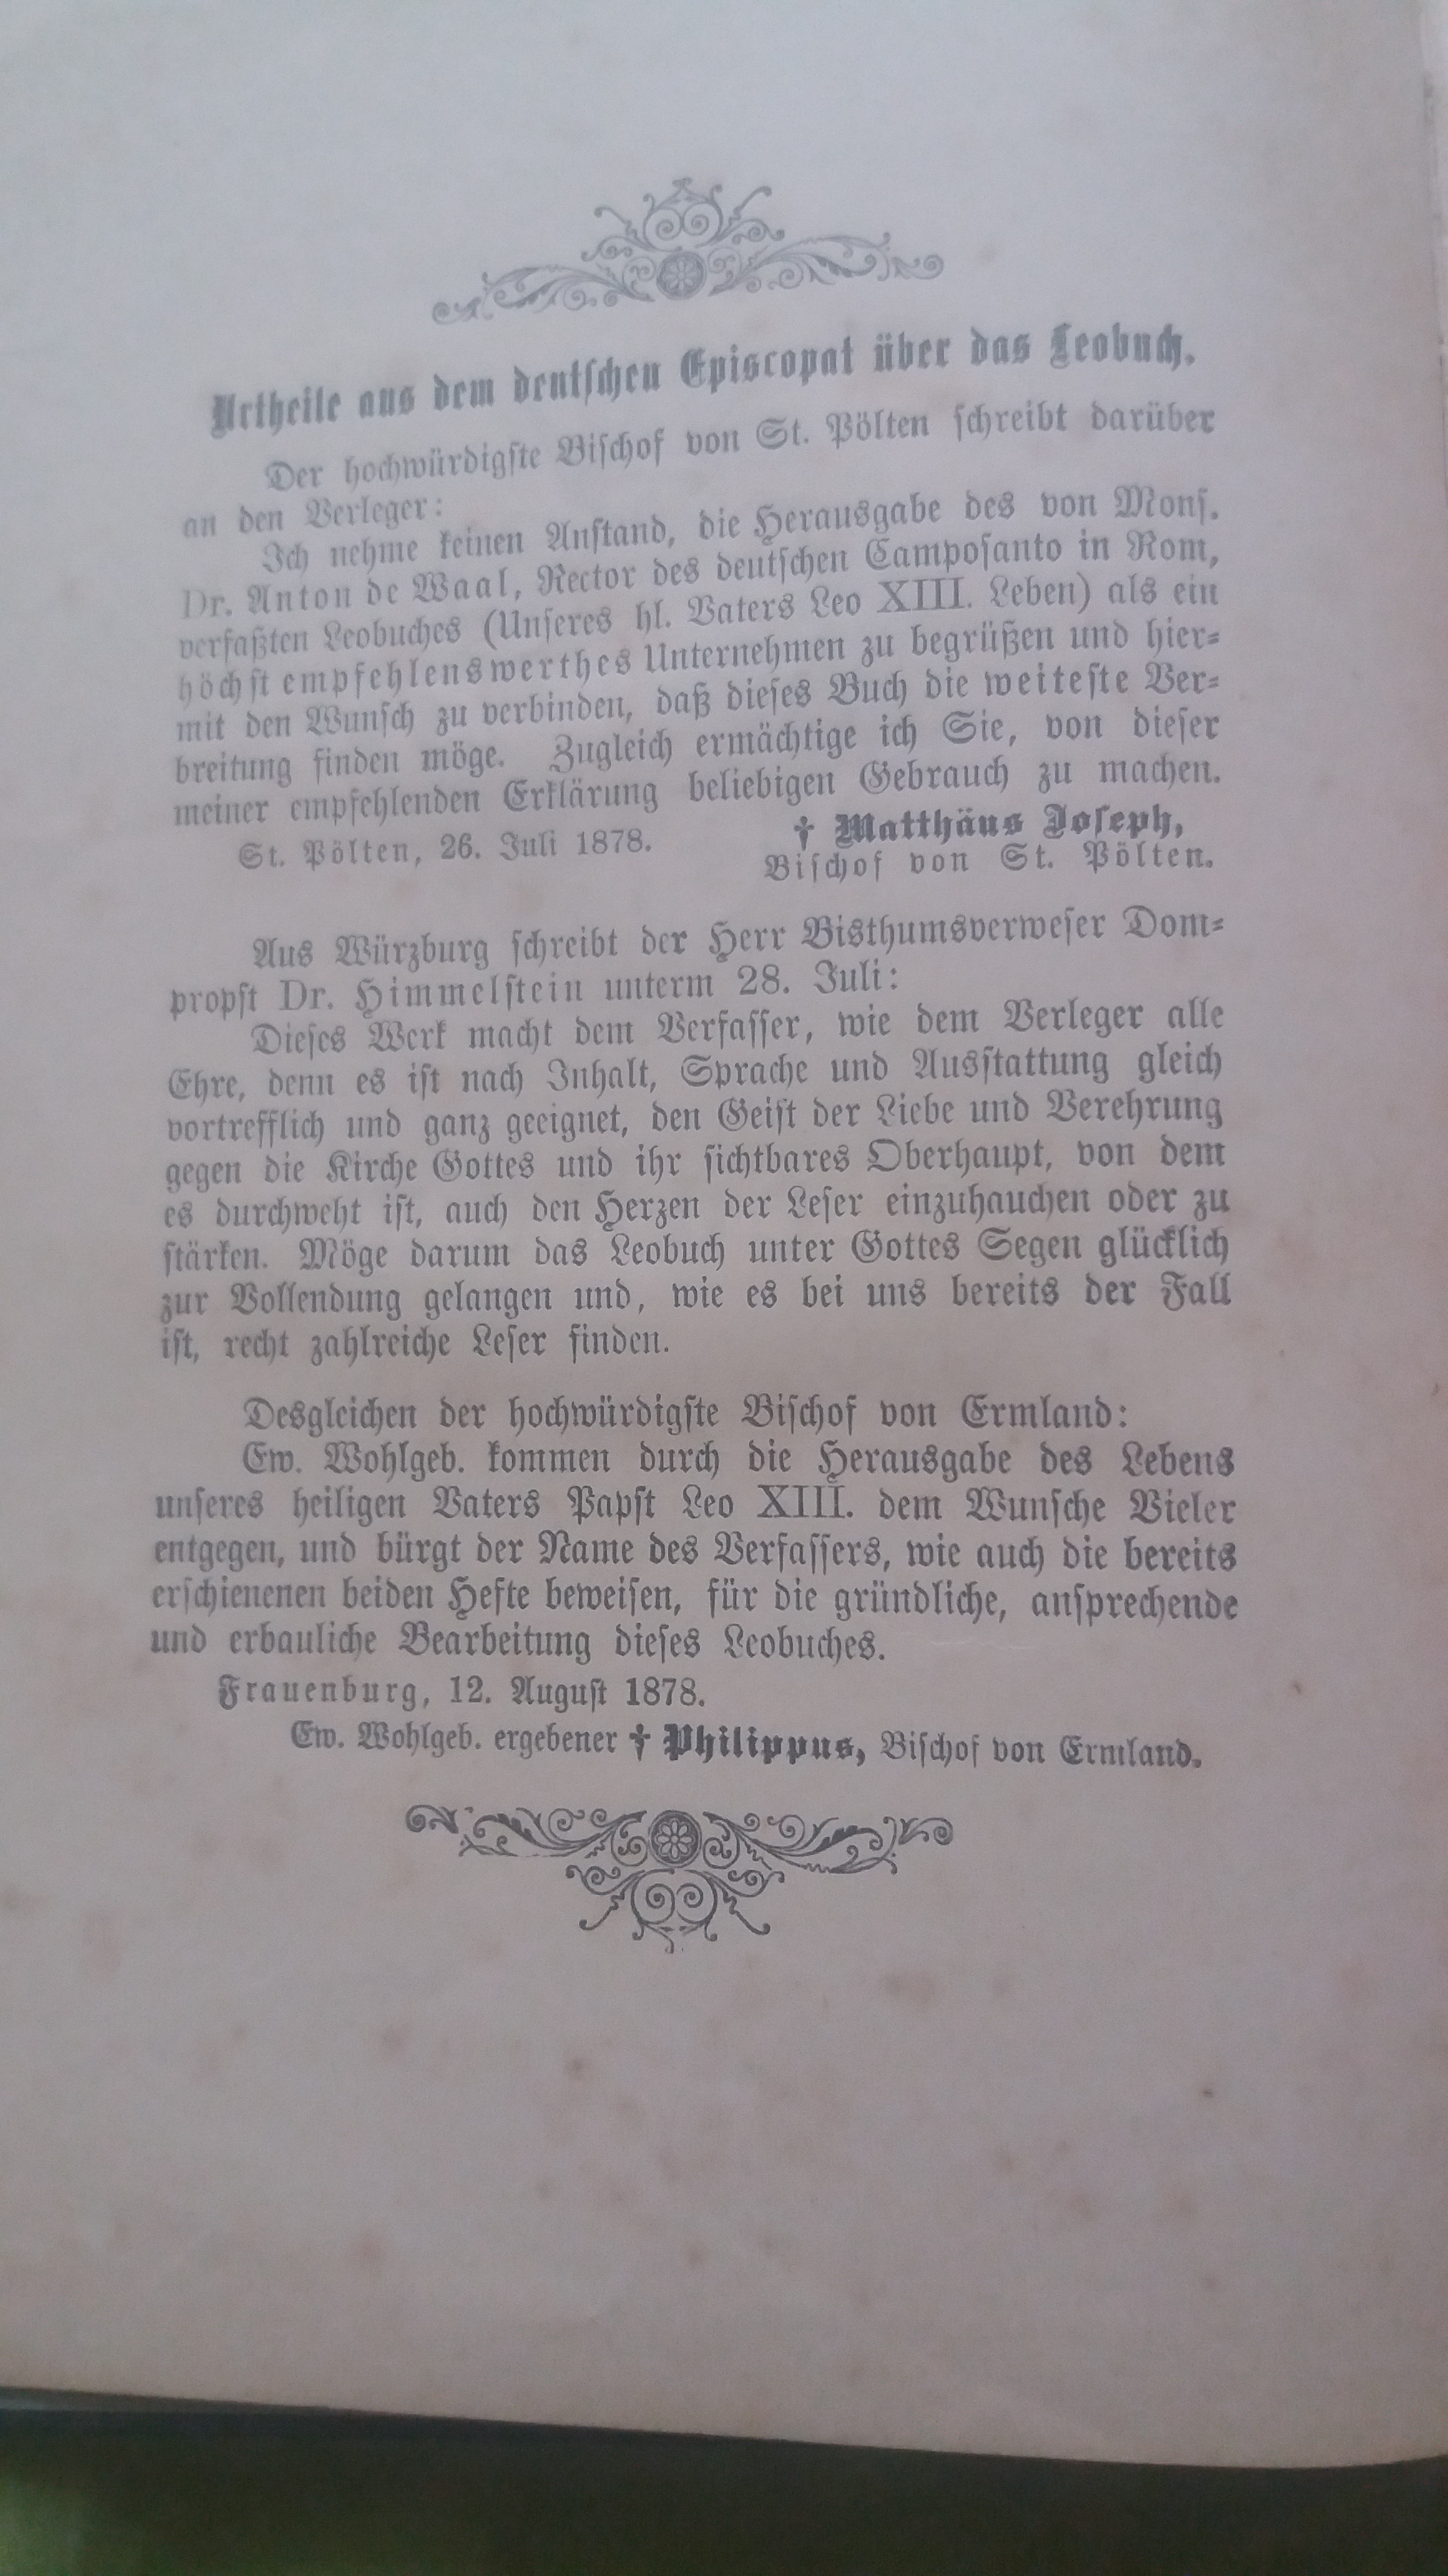 Urtheile aus dem deutschen Episcopat über das Leobuch.
Der hochwürdigste Bischof von St. Pölten schreibt darüber
an den Verleger:
Ich nehme keinen Anstand, die Herausgabe des von Mons.
Dr. Anton de Waal, Rector des deutschen Camposanto in Rom,
verfaßten Leobuches (Unseres hl. Vaters Leo XIII. Leben) als ein
höchst empfehlenswerthes Unternehmen zu begrüßen und hier-
mit den Wunsch zu verbinden, daß dieses Buch die weiteste Ver-
breitung finden möge. Zugleich ermächtige ich Sie, von dieser
meiner empfehlenden Erklärung beliebigen Gebrauch zu machen.
St. Pölten, 26. Juli 1878. † Matthäus Joseph,
Bischof von St. Pölten.
Aus Würzburg schreibt der Herr Bisthumsverweser Dom-
propst Dr. Himmelstein unterm 28. Juli:
Dieses Werk macht dem Verfasser, wie dem Verleger alle
Ehre, denn es ist nach Inhalt, Sprache und Ausstattung gleich
vortrefflich und ganz geeignet, den Geist der Liebe und Verehrung
gegen die Kirche Gottes und ihr sichtbares Oberhaupt, von dem
es durchweht ist, auch den Herzen der Leser einzuhauchen oder zu
stärken. Möge darum das Leobuch unter Gottes Segen glücklich
zur Vollendung gelangen und, wie es bei uns bereits der Fall
ist, recht zahlreiche Leser finden.
Desgleichen der hochwürdigste Bischof von Ermland:
Ew. Wohlgeb. kommen durch die Herausgabe des Lebens
unseres heiligen Vaters Papst Leo XIII. dem Wunsche Vieler
entgegen, und bürgt der Name des Verfassers, wie auch die bereits
erschienenen beiden Hefte beweisen, für die gründliche, ansprechende
und erbauliche Bearbeitung dieses Leobuches.
Frauenburg, 12. August 1878.
Ew. Wohlgeb. ergebener † Philippus, Bischof von Ermland.